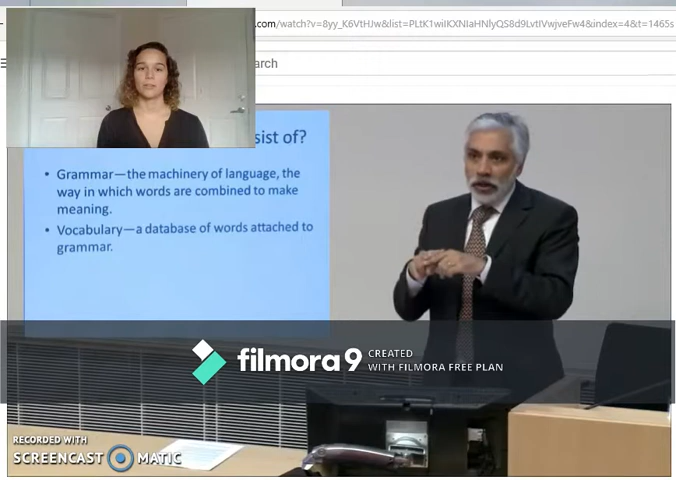 .com/watch?v=8yy_K6VtHJw&list=PLtK1wiIKXNIaHNlyQS8d9LvtIVwjveFw4&index=4&t=1465s
arch
sist of?
• Grammar—the machinery of language, the
way in which words are combined to make
meaning.
• Vocabulary—a database of words attached to
grammar.
filmora9
CREATED
WITH FILMORA FREE PLAN
RECORDED WITH
SCREENCAST MATIC